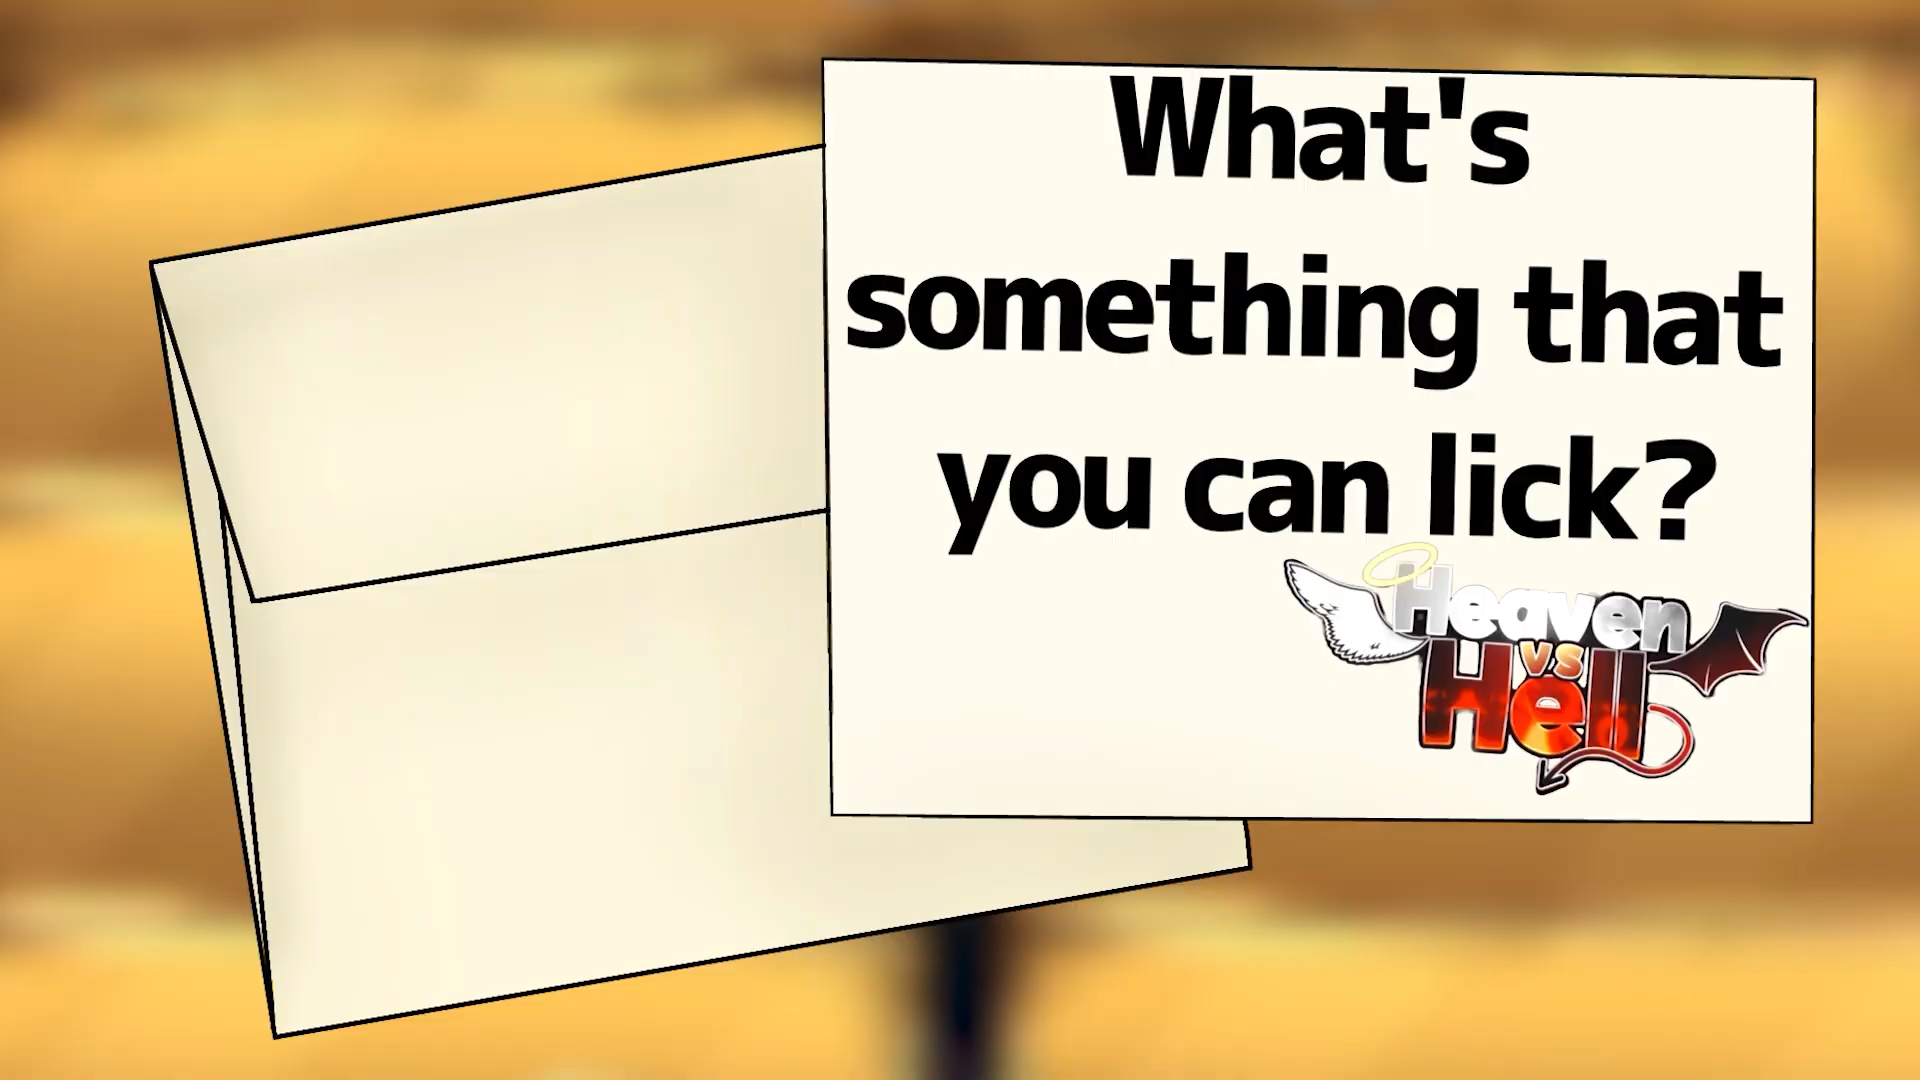 What's
something that
you can lick?
Heaven
vs
Hell